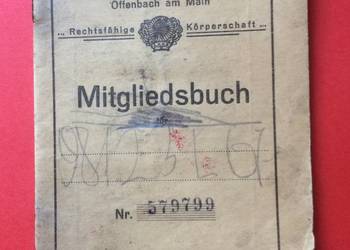 Offenbach am Main
... Rechtsfähige Körperschaft ...
Mitgliedsbuch
Nr. 579799